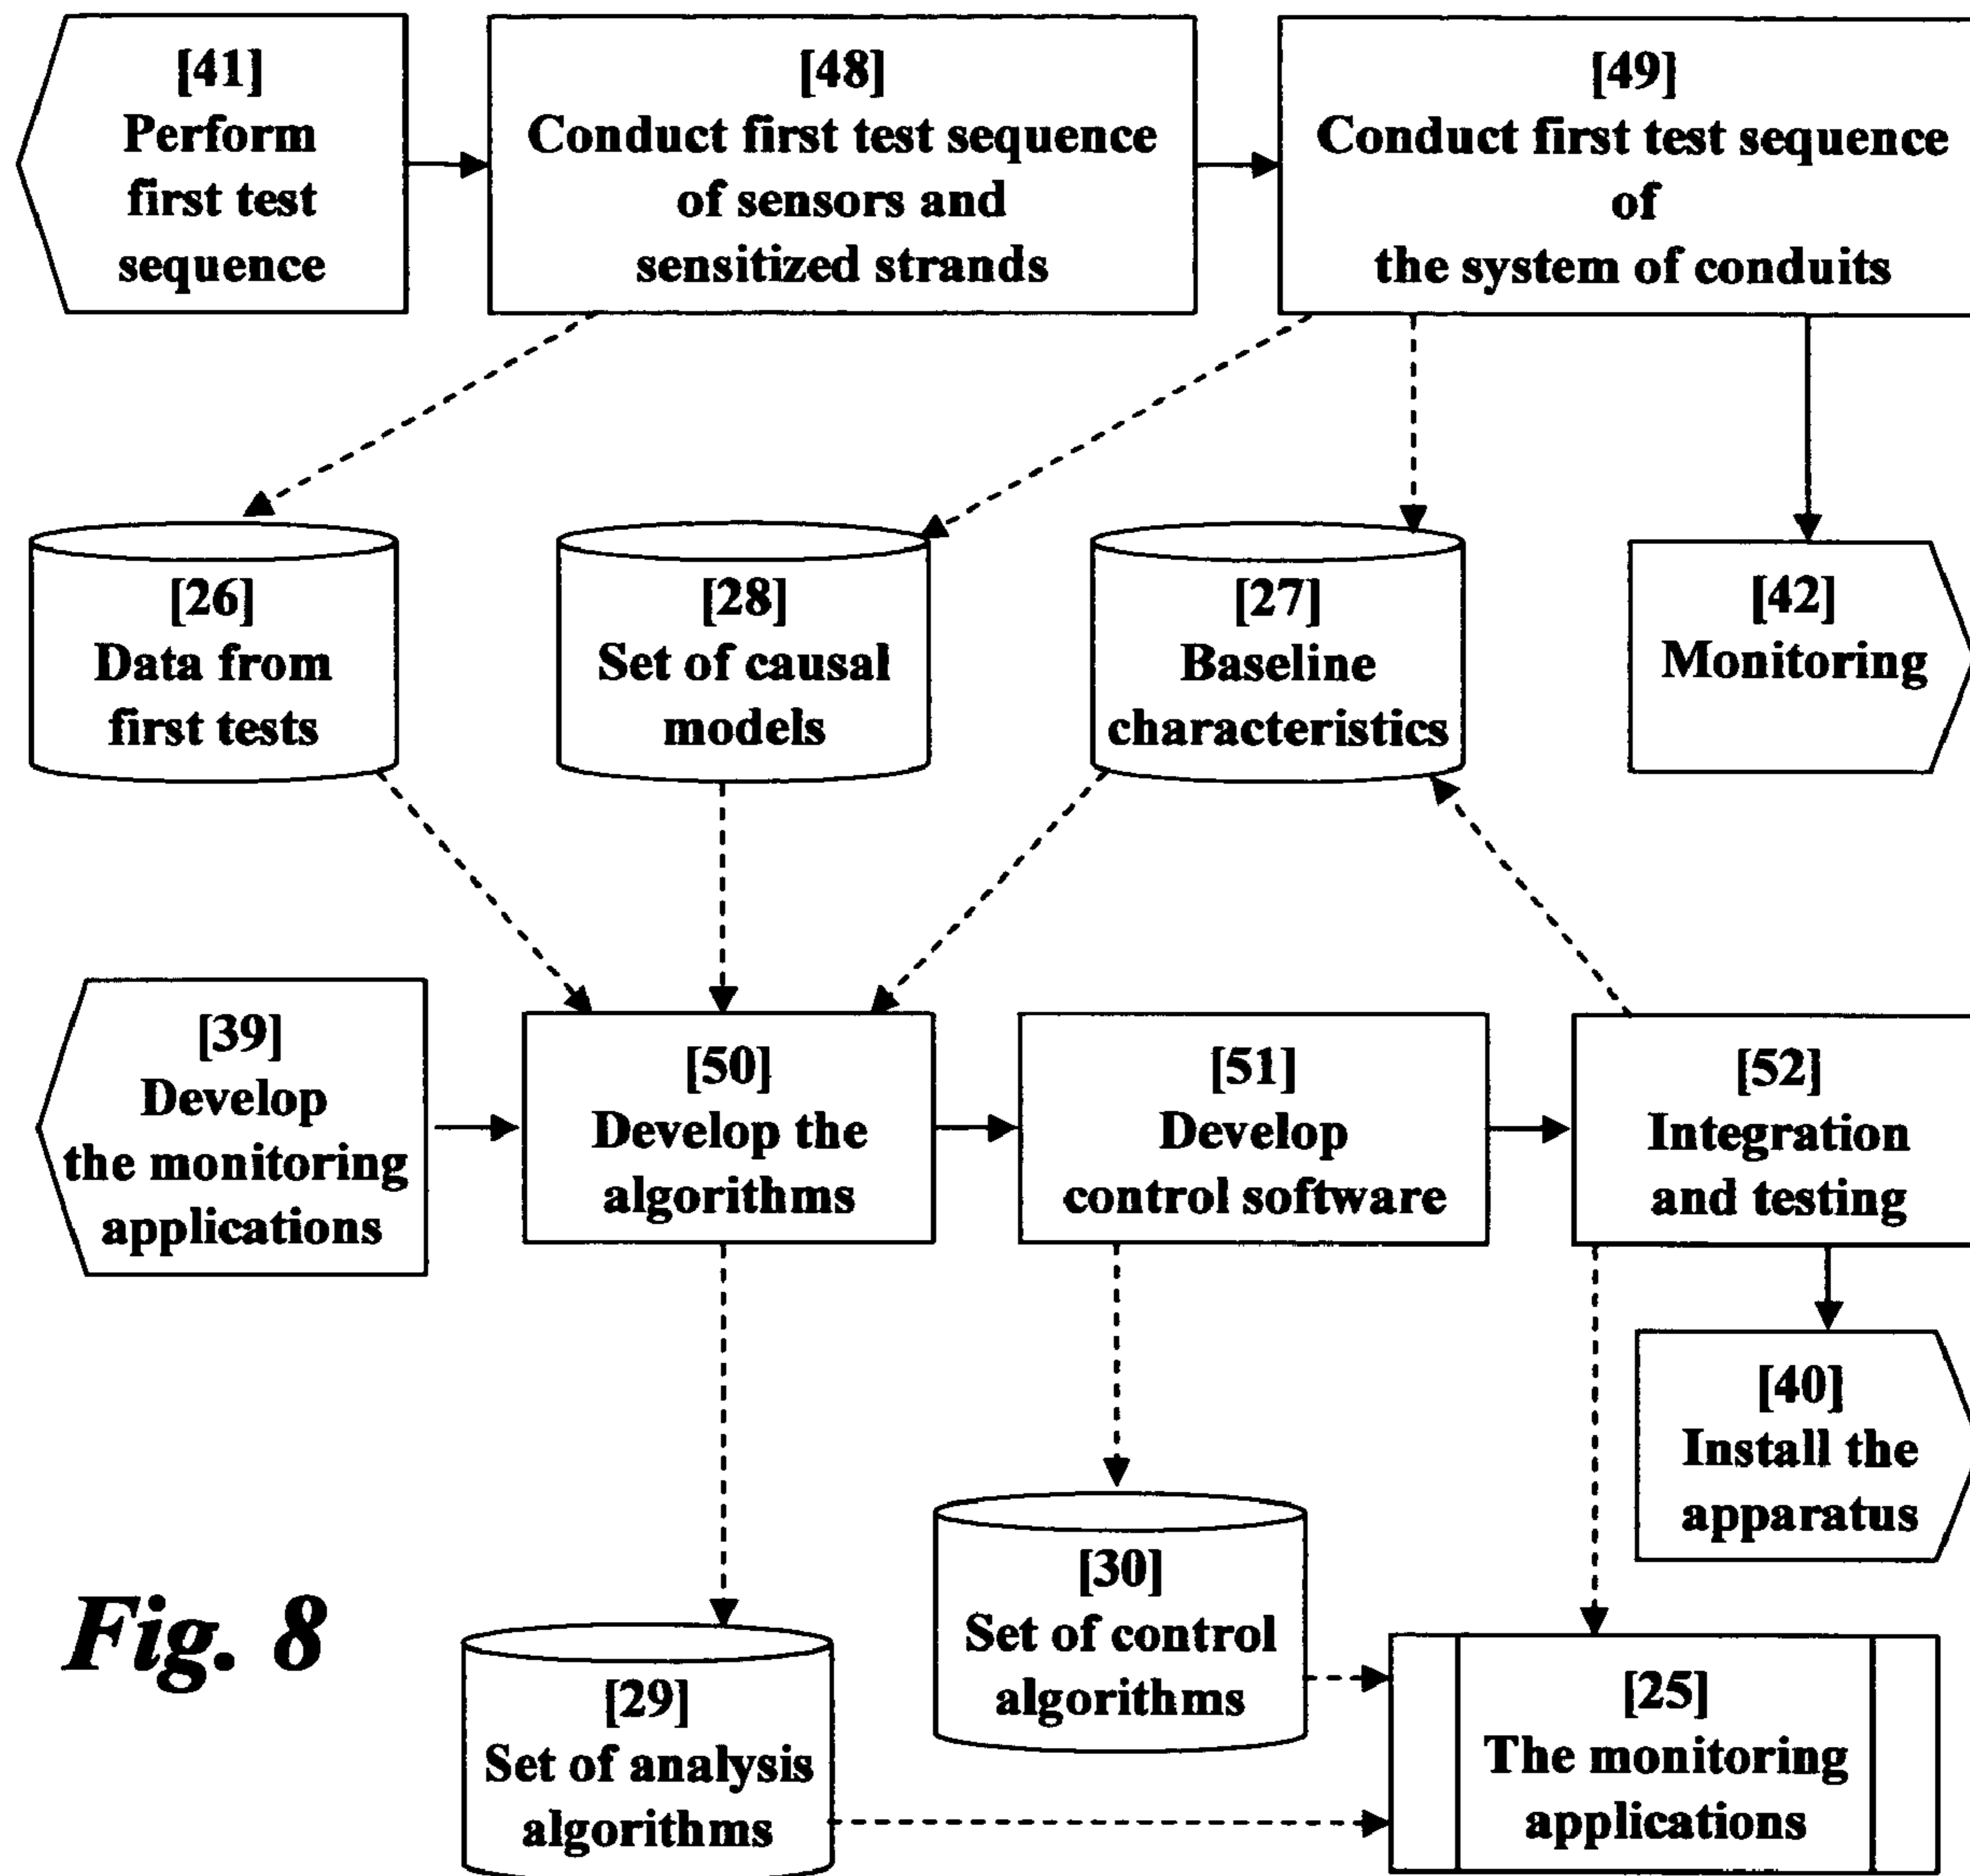 [41]
Perform
first test
sequence
[48]
Conduct first test sequence
of sensors and
sensitized strands
[49]
Conduct first test sequence
of
the system of conduits
[26]
Data from
first tests
[28]
Set of causal
models
[27]
Baseline
characteristics
[42]
Monitoring
[39]
Develop
the monitoring
applications
[50]
Develop the
algorithms
[51]
Develop
control software
[52]
Integration
and testing
[40]
Install the
apparatus
[30]
Set of control
algorithms
[29]
Set of analysis
algorithms
[25]
The monitoring
applications
Fig. 8